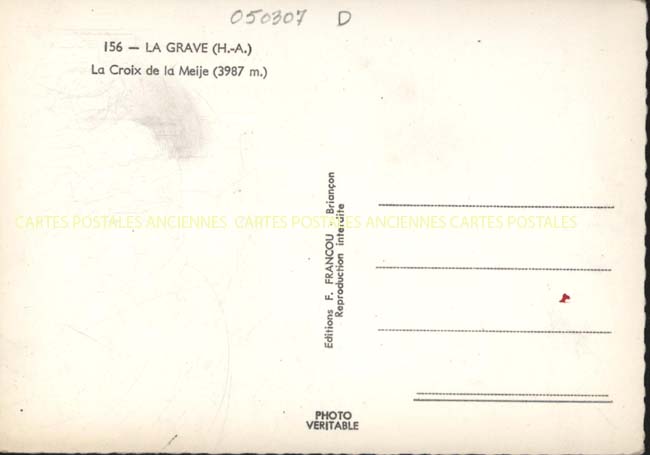 050307 D
156 — LA GRAVE (H.-A.)
La Croix de la Meije (3987 m.)
Editions F. FRANCOU - Briançon
Reproduction interdite
CARTES POSTALES ANCIENNES CARTES POSTALES ANCIENNES CARTES POSTALES
PHOTO
VERITABLE